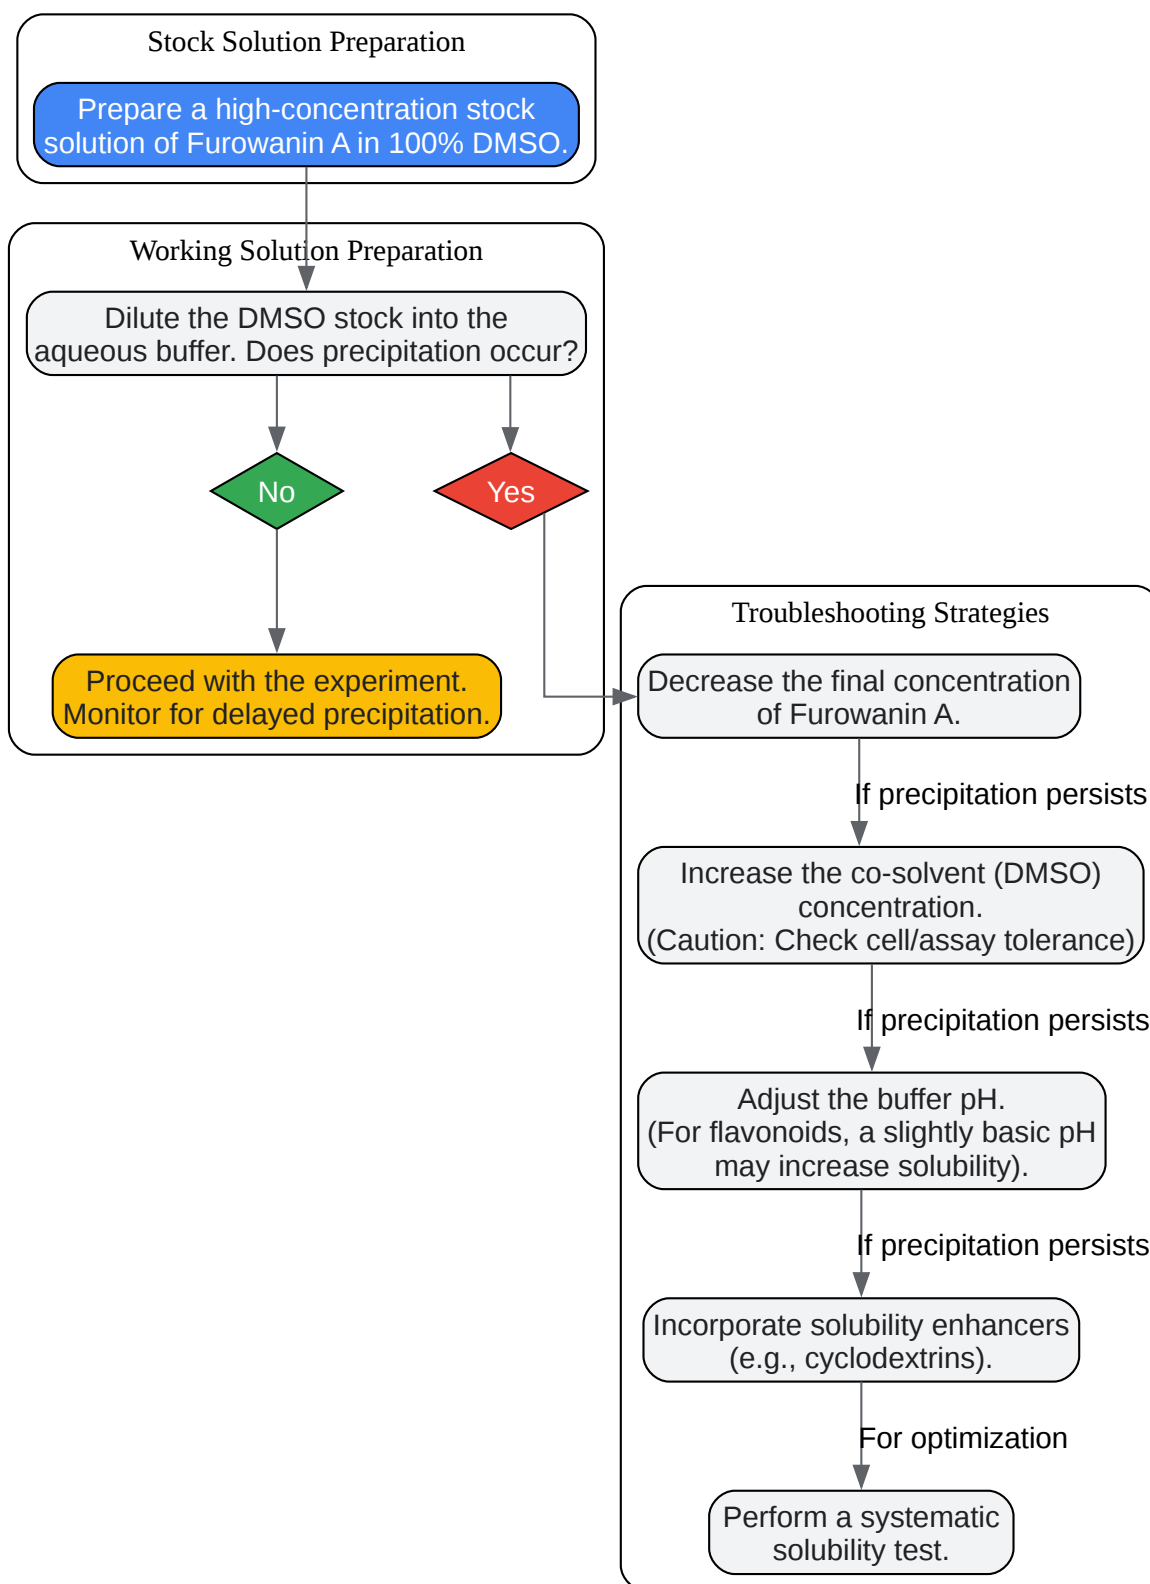 Stock Solution Preparation
Prepare a high-concentration stock
solution of Furowanin A in 100% DMSO.
Working Solution Preparation
Dilute the DMSO stock into the
aqueous buffer. Does precipitation occur?
No
Yes
Proceed with the experiment.
Monitor for delayed precipitation.
Troubleshooting Strategies
Decrease the final concentration
of Furowanin A.
If precipitation persists
Increase the co-solvent (DMSO)
concentration.
(Caution: Check cell/assay tolerance)
If precipitation persists
Adjust the buffer pH.
(For flavonoids, a slightly basic pH
may increase solubility).
If precipitation persists
Incorporate solubility enhancers
(e.g., cyclodextrins).
For optimization
Perform a systematic
solubility test.